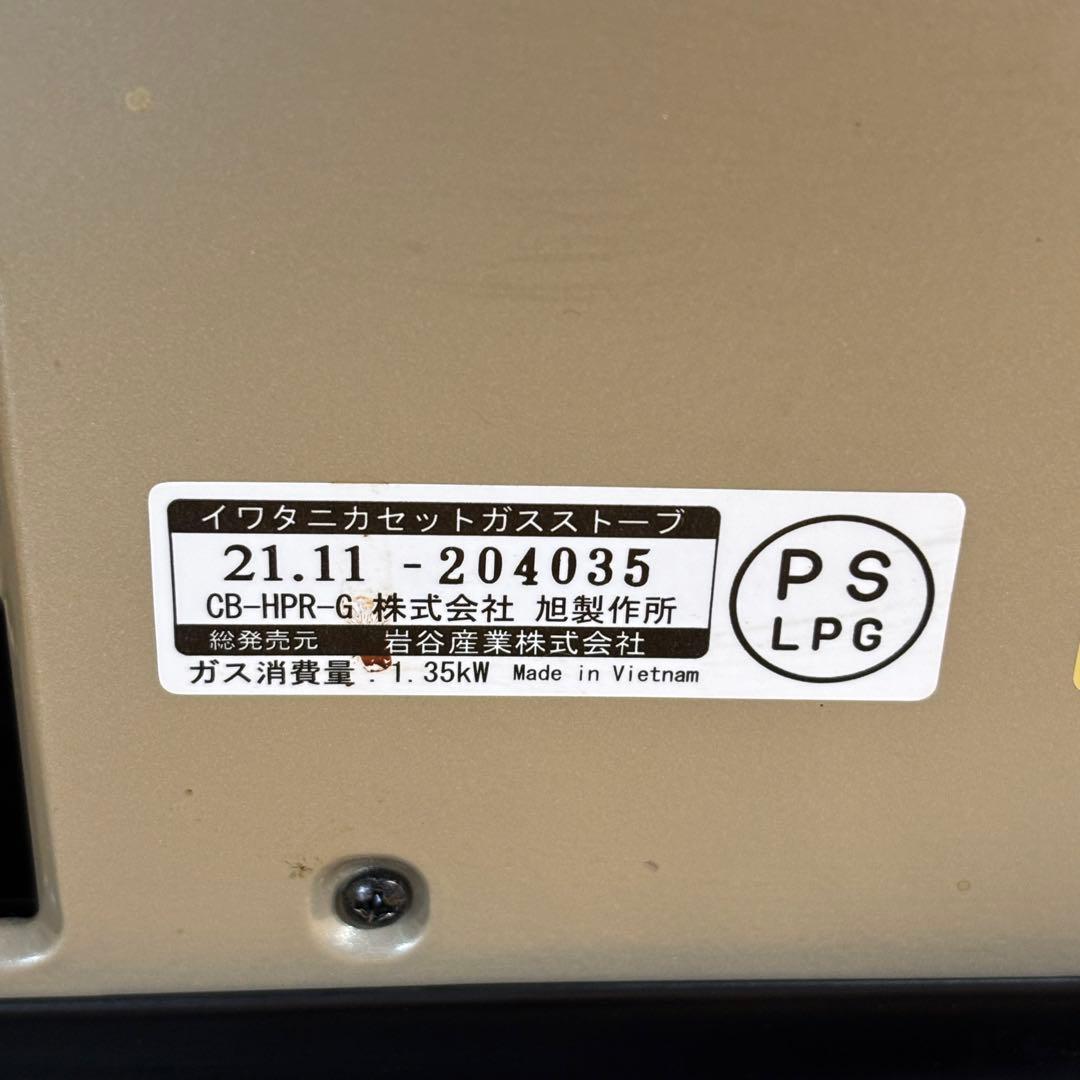 イワタニカセットガスストーブ
21.11 -204035
CB-HPR-G 株式会社 旭製作所
総発売元 岩谷産業株式会社
ガス消費量：1.35kW Made in Vietnam
PS
LPG